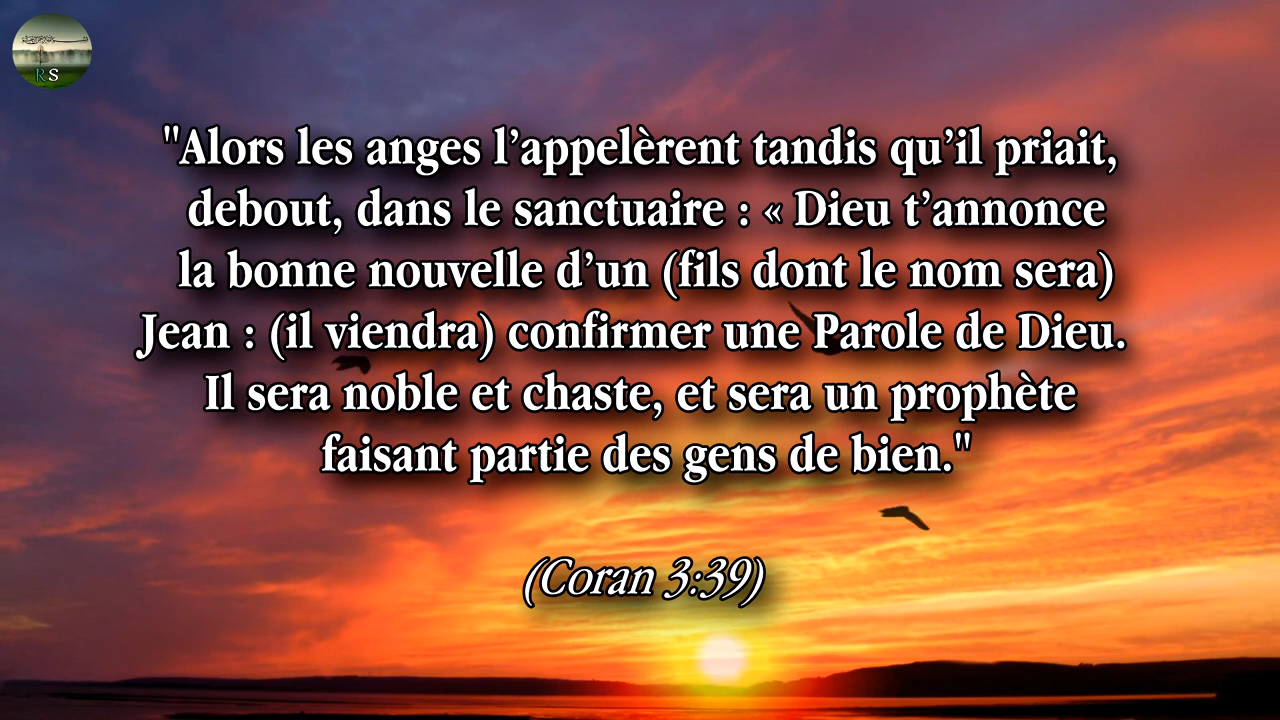 RS
"Alors les anges l’appelèrent tandis qu’il priait,
debout, dans le sanctuaire : « Dieu t’annonce
la bonne nouvelle d’un (fils dont le nom sera)
Jean : (il viendra) confirmer une Parole de Dieu.
Il sera noble et chaste, et sera un prophète
faisant partie des gens de bien."
(Coran 3:39)